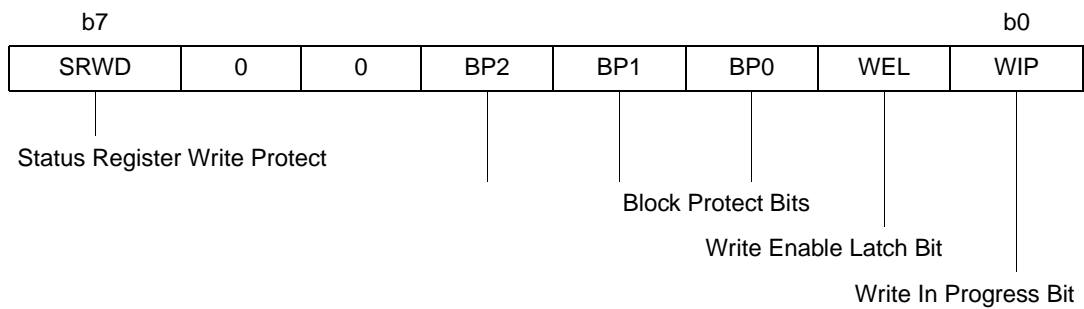 b7 b0
SRWD 0 0 BP2 BP1 BP0 WEL WIP
Status Register Write Protect
Block Protect Bits
Write Enable Latch Bit
Write In Progress Bit